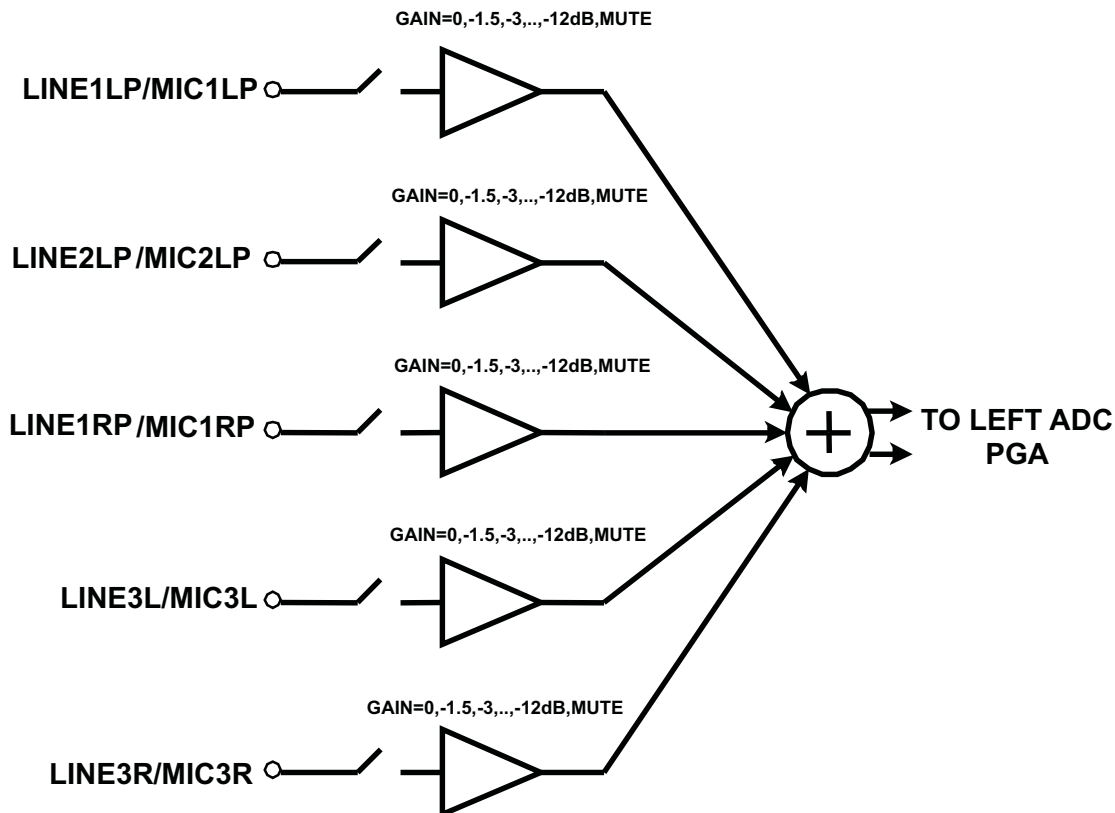 GAIN=0,-1.5,-3,..,-12dB,MUTE
LINE1LP/MIC1LP
GAIN=0,-1.5,-3,..,-12dB,MUTE
LINE2LP/MIC2LP
GAIN=0,-1.5,-3,..,-12dB,MUTE
LINE1RP/MIC1RP
TO LEFT ADC
PGA
GAIN=0,-1.5,-3,..,-12dB,MUTE
LINE3L/MIC3L
GAIN=0,-1.5,-3,..,-12dB,MUTE
LINE3R/MIC3R